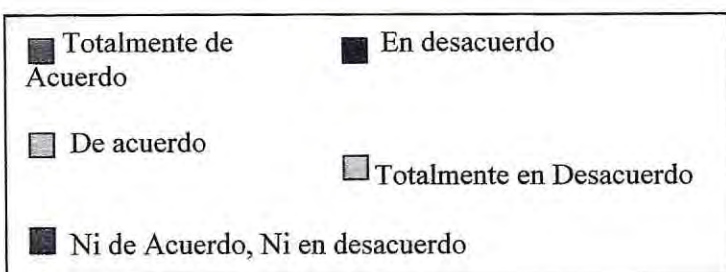 Totalmente de
Acuerdo
En desacuerdo
De acuerdo
Totalmente en Desacuerdo
Ni de Acuerdo, Ni en desacuerdo